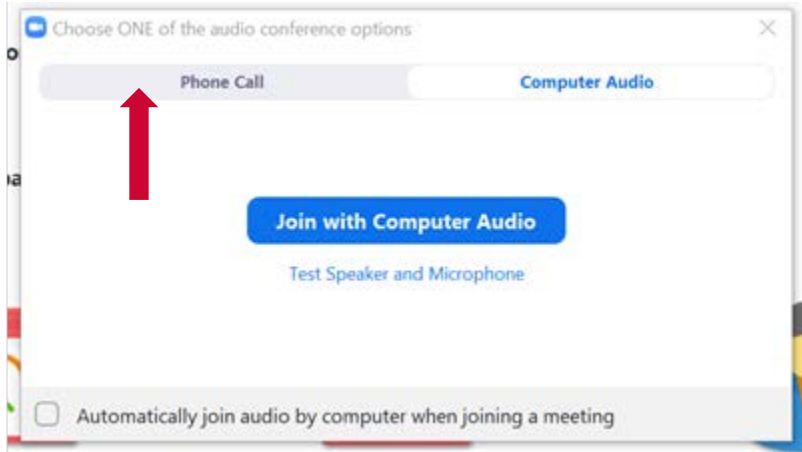 Choose ONE of the audio conference options
Phone Call
Computer Audio
Join with Computer Audio
Test Speaker and Microphone
Automatically join audio by computer when joining a meeting